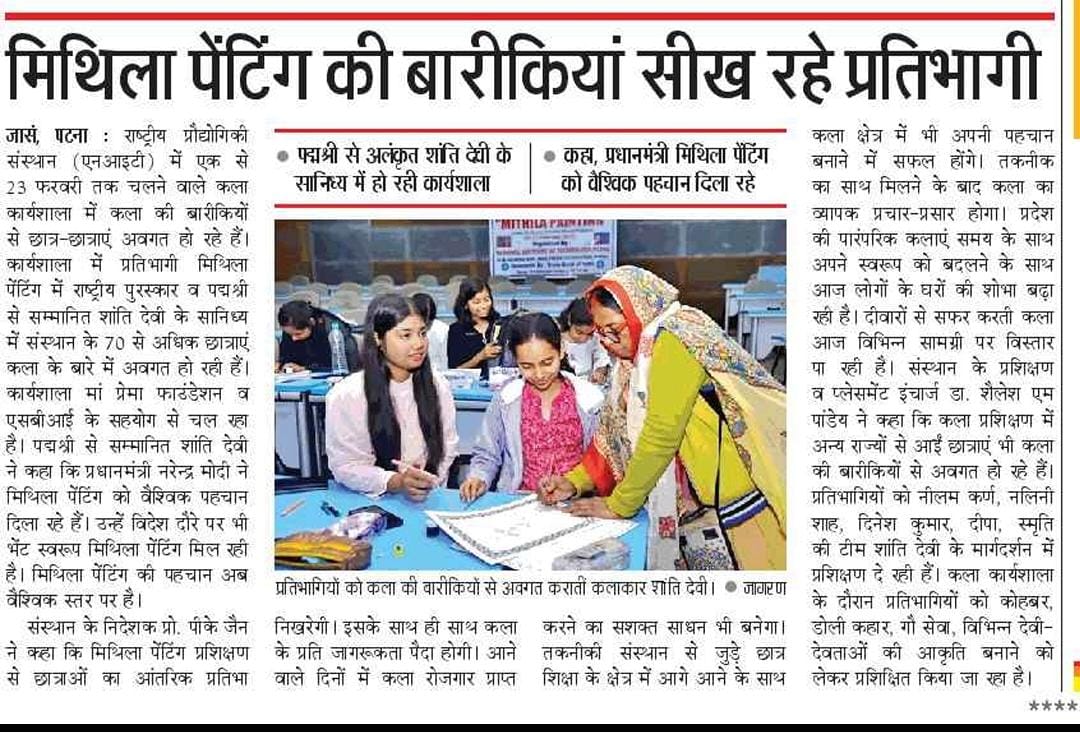 मिथिला पेंटिंग की बारीकियां सीख रहे प्रतिभागी
जासं, पटना : राष्ट्रीय प्रौद्योगिकी
संस्थान (एनआइटी) में एक से
23 फरवरी तक चलने वाले कला
कार्यशाला में कला की बारीकियों
से छात्र-छात्राएं अवगत हो रहे हैं।
कार्यशाला में प्रतिभागी मिथिला
पेंटिंग में राष्ट्रीय पुरस्कार व पद्मश्री
से सम्मानित शांति देवी के सानिध्य
में संस्थान के 70 से अधिक छात्राएं
कला के बारे में अवगत हो रही हैं।
कार्यशाला मां प्रेमा फाउंडेशन व
एसबीआई के सहयोग से चल रहा
है। पद्मश्री से सम्मानित शांति देवी
ने कहा कि प्रधानमंत्री नरेन्द्र मोदी ने
मिथिला पेंटिंग को वैश्विक पहचान
दिला रहे हैं। उन्हें विदेश दौरे पर भी
भेंट स्वरूप मिथिला पेंटिंग मिल रही
है। मिथिला पेंटिंग की पहचान अब
वैश्विक स्तर पर है।
संस्थान के निदेशक प्रो. पीके जैन
ने कहा कि मिथिला पेंटिंग प्रशिक्षण
से छात्राओं का आंतरिक प्रतिभा
● पद्मश्री से अलंकृत शांति देवी के
सानिध्य में हो रही कार्यशाला
● कहा, प्रधानमंत्री मिथिला पेंटिंग
को वैश्विक पहचान दिला रहे
"MITHILA PAINTING"
Organized By :
प्रतिभागियों को कला की बारीकियों से अवगत करातीं कलाकार शांति देवी। ● जागरण
निखरेगी। इसके साथ ही साथ कला
के प्रति जागरूकता पैदा होगी। आने
वाले दिनों में कला रोजगार प्राप्त
करने का सशक्त साधन भी बनेगा।
तकनीकी संस्थान से जुड़े छात्र
शिक्षा के क्षेत्र में आगे आने के साथ
कला क्षेत्र में भी अपनी पहचान
बनाने में सफल होंगे। तकनीक
का साथ मिलने के बाद कला का
व्यापक प्रचार-प्रसार होगा। प्रदेश
की पारंपरिक कलाएं समय के साथ
अपने स्वरूप को बदलने के साथ
आज लोगों के घरों की शोभा बढ़ा
रही है। दीवारों से सफर करती कला
आज विभिन्न सामग्री पर विस्तार
पा रही है। संस्थान के प्रशिक्षण
व प्लेसमेंट इंचार्ज डा. शैलेश एम
पांडेय ने कहा कि कला प्रशिक्षण में
अन्य राज्यों से आईं छात्राएं भी कला
की बारीकियों से अवगत हो रहे हैं।
प्रतिभागियों को नीलम कर्ण, नलिनी
शाह, दिनेश कुमार, दीपा, स्मृति
की टीम शांति देवी के मार्गदर्शन में
प्रशिक्षण दे रही हैं। कला कार्यशाला
के दौरान प्रतिभागियों को कोहबर,
डोली कहार, गौ सेवा, विभिन्न देवी-
देवताओं की आकृति बनाने को
लेकर प्रशिक्षित किया जा रहा है।
****